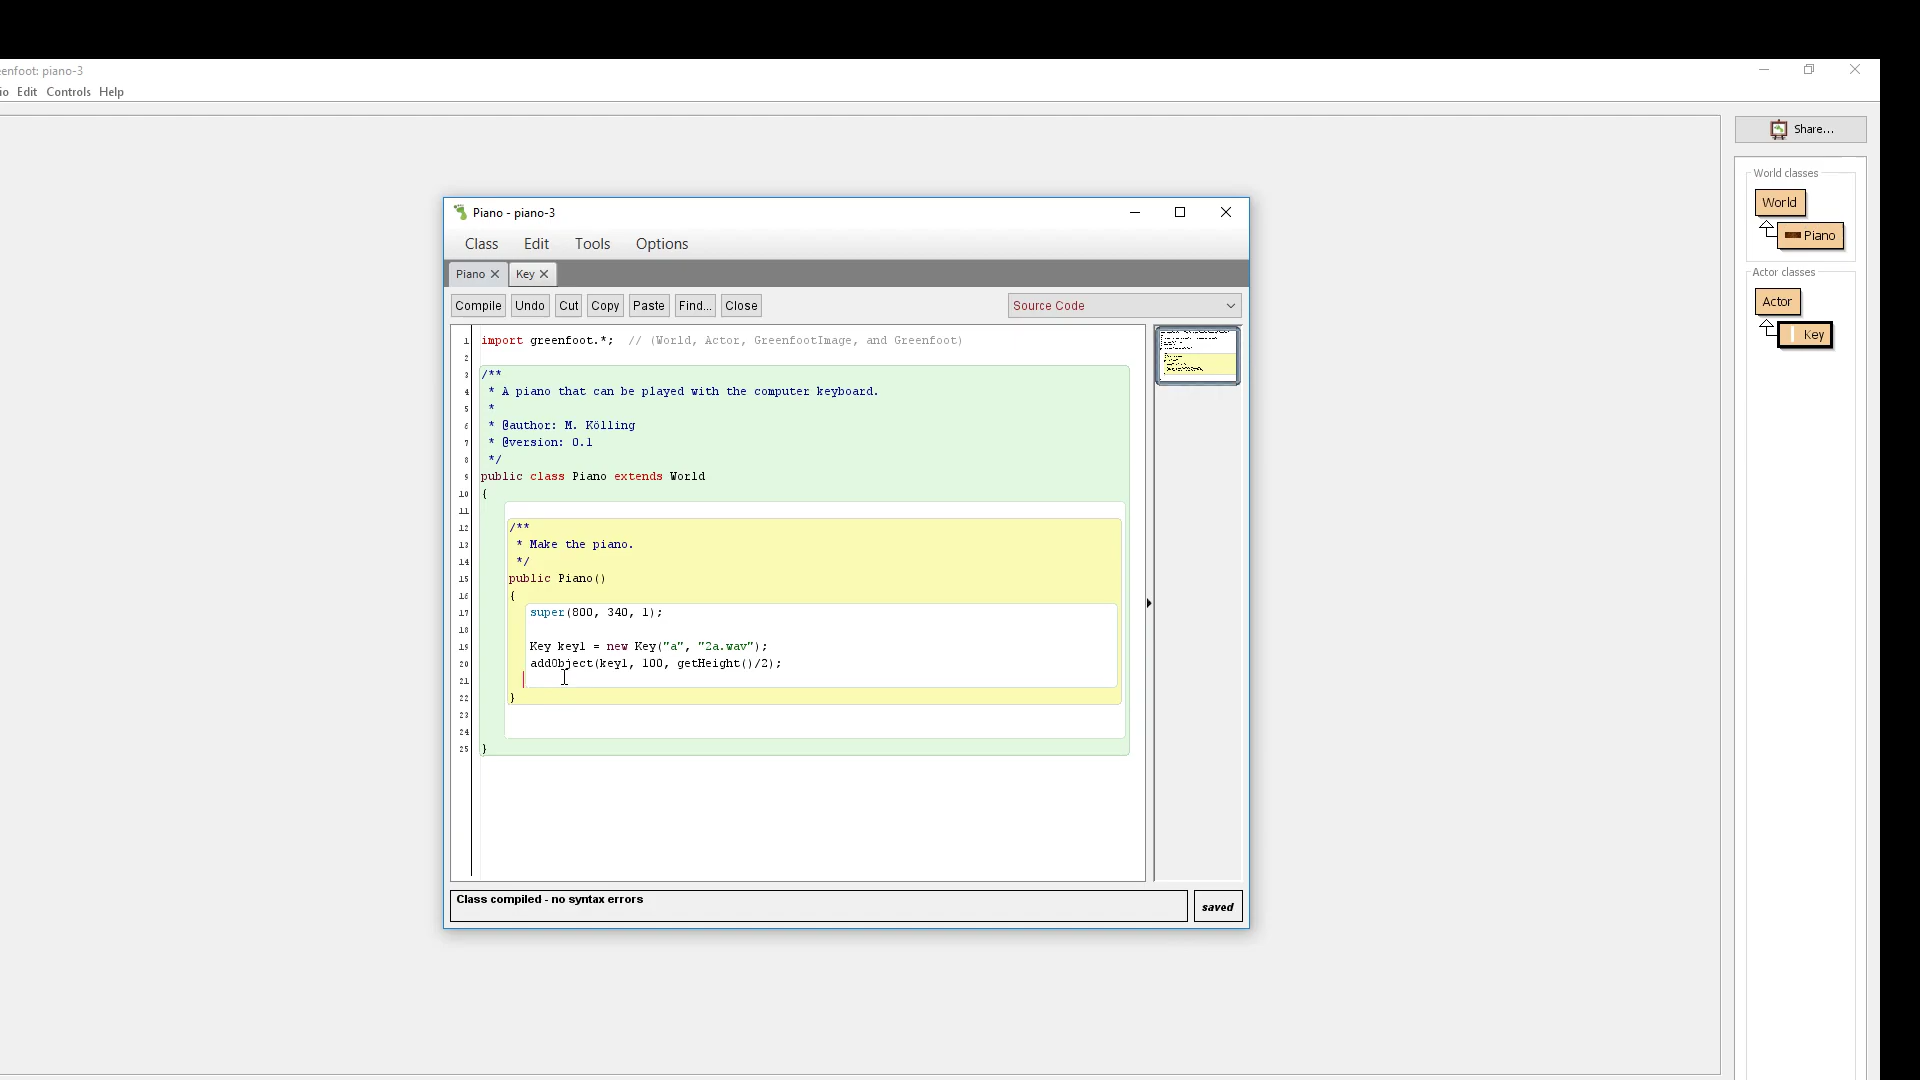 eenfoot: piano-3
io Edit Controls Help
Share...
World classes
World
Piano
Actor classes
Actor
Key
Piano - piano-3
Class Edit Tools Options
Piano Key
Compile Undo Cut Copy Paste Find... Close Source Code
1 import greenfoot.*; // (World, Actor, GreenfootImage, and Greenfoot)
2
3 /**
4 * A piano that can be played with the computer keyboard.
5 *
6 * @author: M. Kölling
7 * @version: 0.1
8 */
9 public class Piano extends World
10 {
11
12 /**
13 * Make the piano.
14 */
15 public Piano()
16 {
17 super(800, 340, 1);
18
19 Key key1 = new Key("a", "2a.wav");
20 addObject(key1, 100, getHeight()/2);
21
22 }
23
24
25 }
Class compiled - no syntax errors
saved